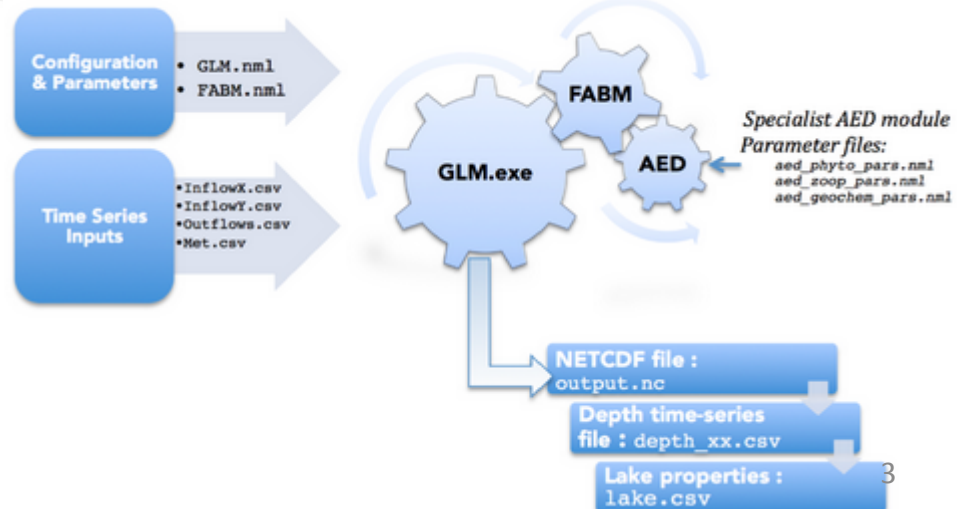 Configuration
& Parameters
• GLM.nml
• FABM.nml
Time Series
Inputs
•InflowX.csv
•InflowY.csv
•Outflows.csv
•Met.csv
GLM.exe
FABM
AED
Specialist AED module
Parameter files:
aed_phyto_pars.nml
aed_zoop_pars.nml
aed_geochem_pars.nml
NETCDF file :
output.nc
Depth time-series
file : depth_xx.csv
Lake properties :
lake.csv
3